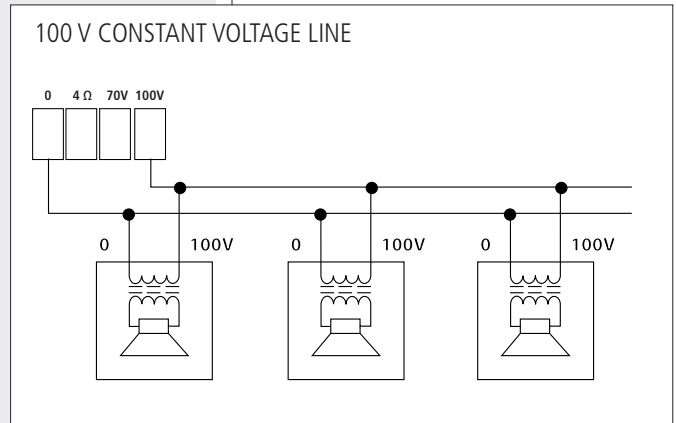 100 V CONSTANT VOLTAGE LINE
0 4 Ω 70V 100V
0 100V 0 100V 0 100V